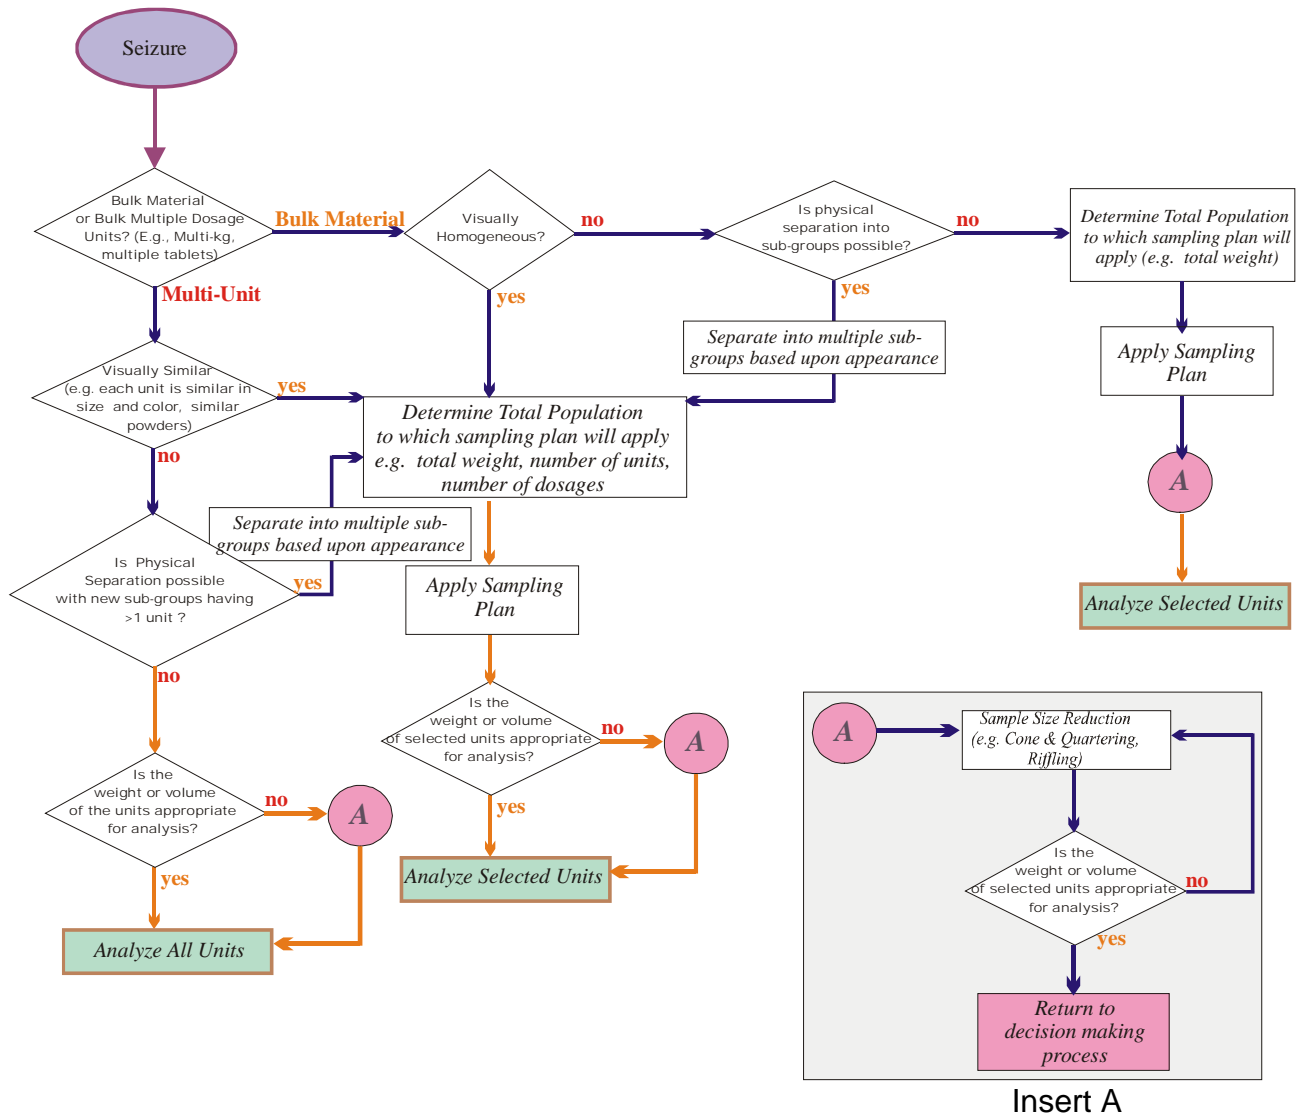 Seizure
Bulk Material
or Bulk Multiple Dosage
Units? (E.g., Multi-kg,
multiple tablets)
Bulk Material
Multi-Unit
Visually
Homogeneous?
no
yes
Is physical
separation into
sub-groups possible?
no
yes
Determine Total Population
to which sampling plan will
apply (e.g. total weight)
Separate into multiple sub-
groups based upon appearance
Apply Sampling
Plan
A
Analyze Selected Units
Visually Similar
(e.g. each unit is similar in
size and color, similar
powders)
yes
no
Determine Total Population
to which sampling plan will apply
e.g. total weight, number of units,
number of dosages
Separate into multiple sub-
groups based upon appearance
Is Physical
Separation possible
with new sub-groups having
>1 unit ?
yes
no
Apply Sampling
Plan
Is the
weight or volume
of selected units appropriate
for analysis?
no
A
yes
Analyze Selected Units
Is the
weight or volume
of the units appropriate
for analysis?
no
A
yes
Analyze All Units
A
Sample Size Reduction
(e.g. Cone & Quartering,
Riffling)
Is the
weight or volume
of selected units appropriate
for analysis?
no
yes
Return to
decision making
process
Insert A